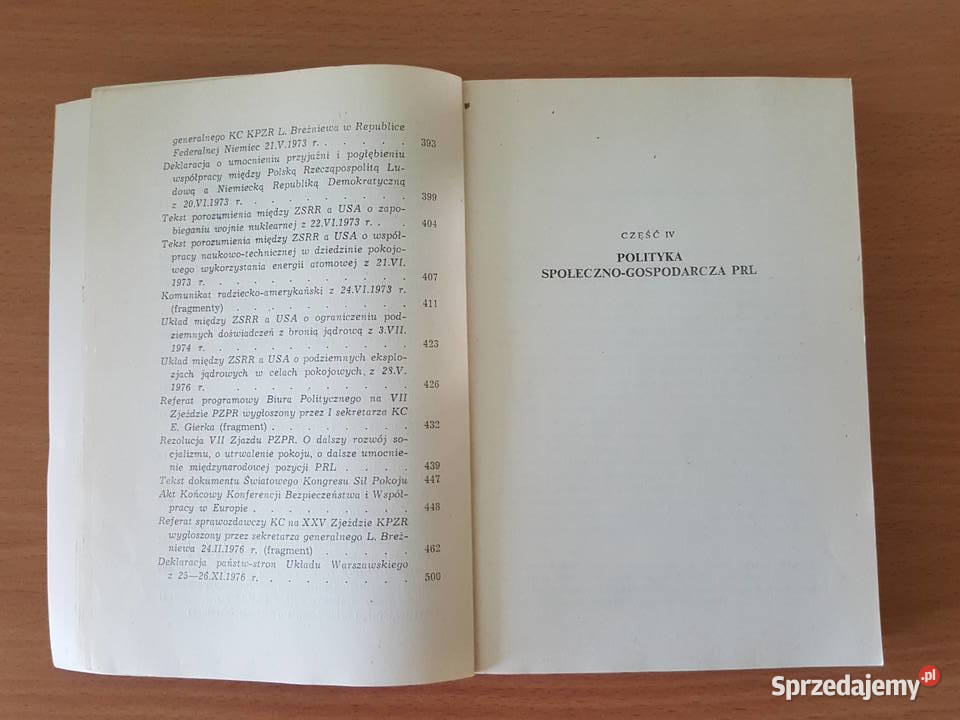 generalnego KC KPZR L. Breżniewa w Republice
Federalnej Niemiec 21.V.1973 r. . . . . . 393
Deklaracja o umocnieniu przyjaźni i pogłębieniu
współpracy między Polską Rzecząpospolitą Lu-
dową a Niemiecką Republiką Demokratyczną
z 20.VI.1973 r. . . . . . . . . . 399
Tekst porozumienia między ZSRR a USA o zapo-
bieganiu wojnie nuklearnej z 22.VI.1973 r. . . 404
Tekst porozumienia między ZSRR a USA o współ-
pracy naukowo-technicznej w dziedzinie pokojo-
wego wykorzystania energii atomowej z 21.VI.
1973 r. . . . . . . . . . . 407
Komunikat radziecko-amerykański z 24.VI.1973 r.
(fragmenty) . . . . . . . . . 411
Układ między ZSRR a USA o ograniczeniu pod-
ziemnych doświadczeń z bronią jądrową z 3.VII.
1974 r. . . . . . . . . . . 423
Układ między ZSRR a USA o podziemnych eksplo-
zjach jądrowych w celach pokojowych, z 28.V.
1976 r. . . . . . . . . . . 426
Referat programowy Biura Politycznego na VII
Zjeździe PZPR wygłoszony przez I sekretarza KC
E. Gierka (fragment) . . . . . . . 432
Rezolucja VII Zjazdu PZPR. O dalszy rozwój so-
cjalizmu, o utrwalenie pokoju, o dalsze umocnie-
nie międzynarodowej pozycji PRL . . . . 439
Tekst dokumentu Światowego Kongresu Sił Pokoju 447
Akt Końcowy Konferencji Bezpieczeństwa i Współ-
pracy w Europie . . . . . . . . 448
Referat sprawozdawczy KC na XXV Zjeździe KPZR
wygłoszony przez sekretarza generalnego L. Breż-
niewa 24.II.1976 r. (fragment) . . . . . 462
Deklaracja państw-stron Układu Warszawskiego
z 25—26.XI.1976 r. . . . . . . . . 500
CZĘŚĆ IV
POLITYKA
SPOŁECZNO-GOSPODARCZA PRL
Sprzedajemy.pl